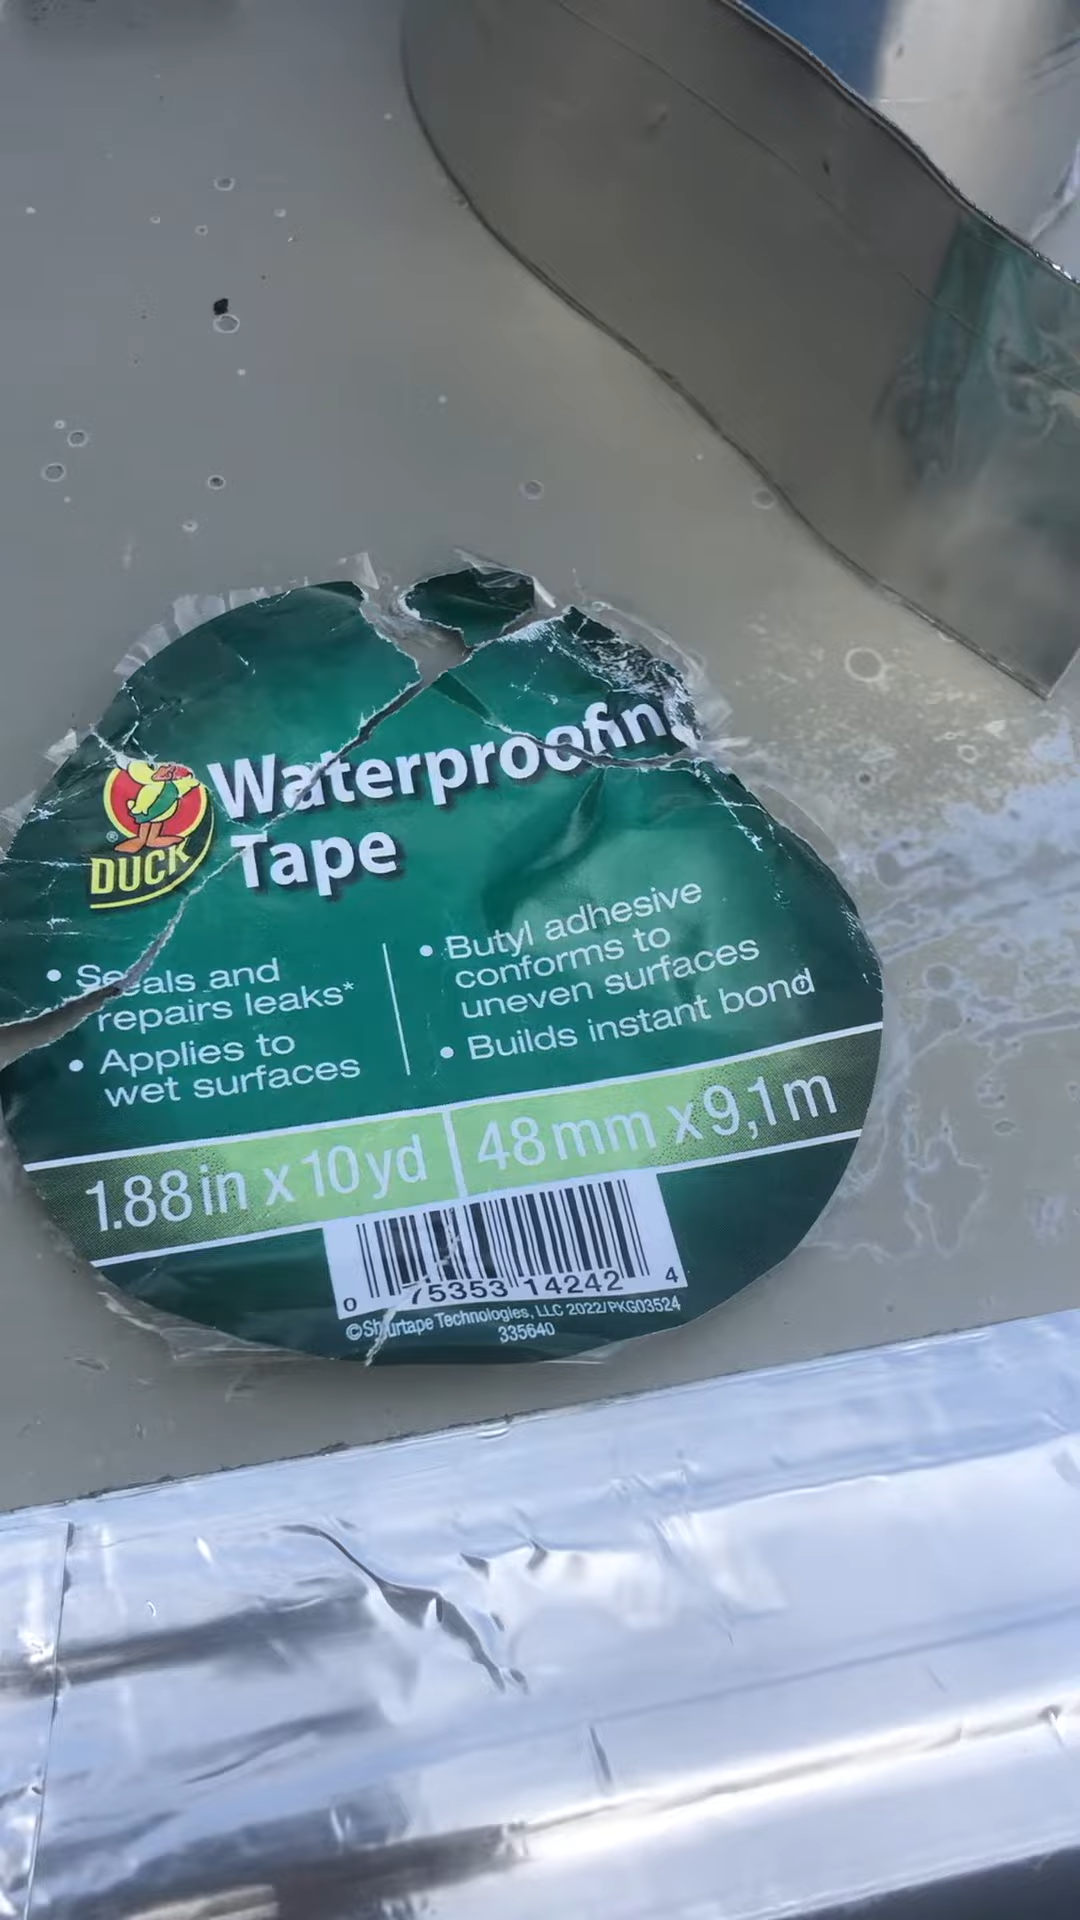 Waterproofing
Tape
®
DUCK
• Seals and
repairs leaks*
• Applies to
wet surfaces
• Butyl adhesive
conforms to
uneven surfaces
• Builds instant bond
1.88 in x 10 yd
48 mm x 9,1 m
0 75353 14242 4
©Shurtape Technologies, LLC 2022/PKG03524
335640